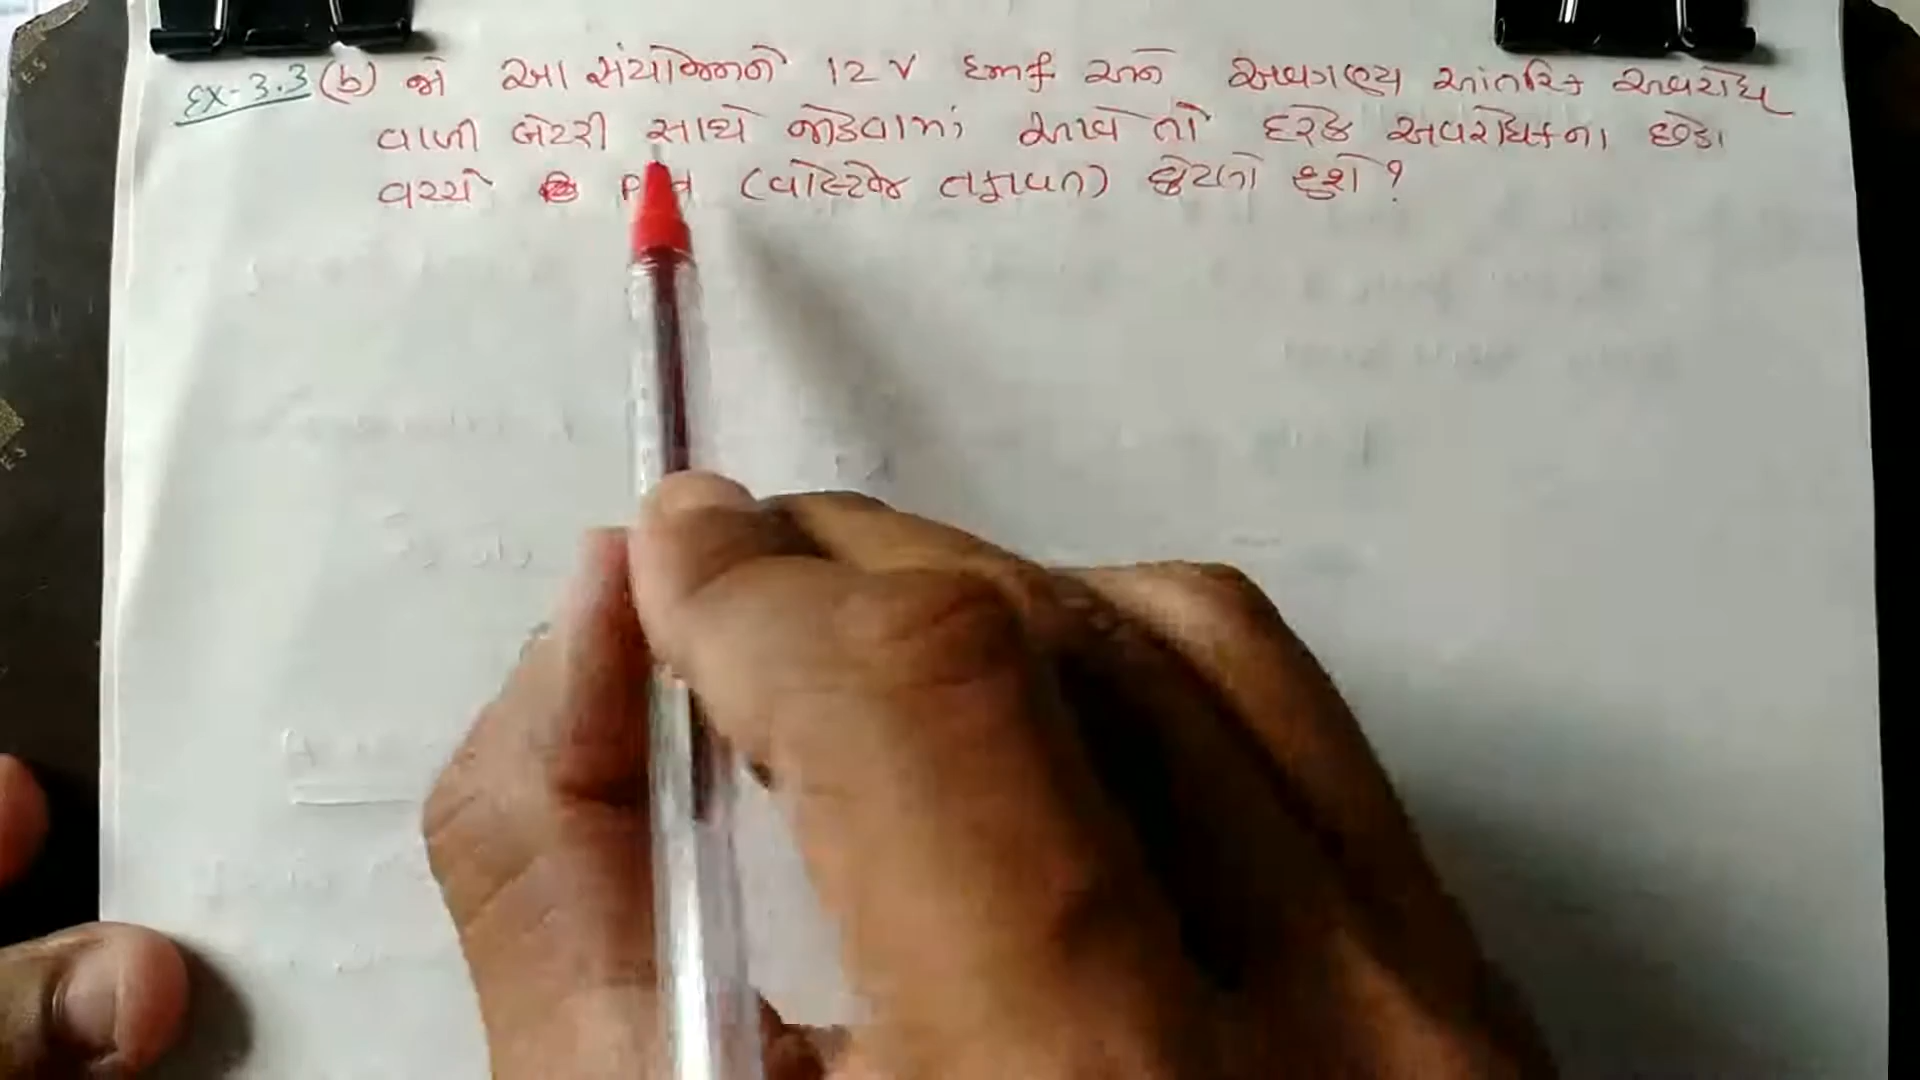 Ex-3.3 (b) જો આ સંયોજનને 12 V emf અને અવગણ્ય આંતરિક અવરોધ
વાળી બેટરી સાથે જોડવામાં આવે તો દરેક અવરોધકના છેડા
વચ્ચે (વોલ્ટેજ તફાવત) કેટલો હશે ?